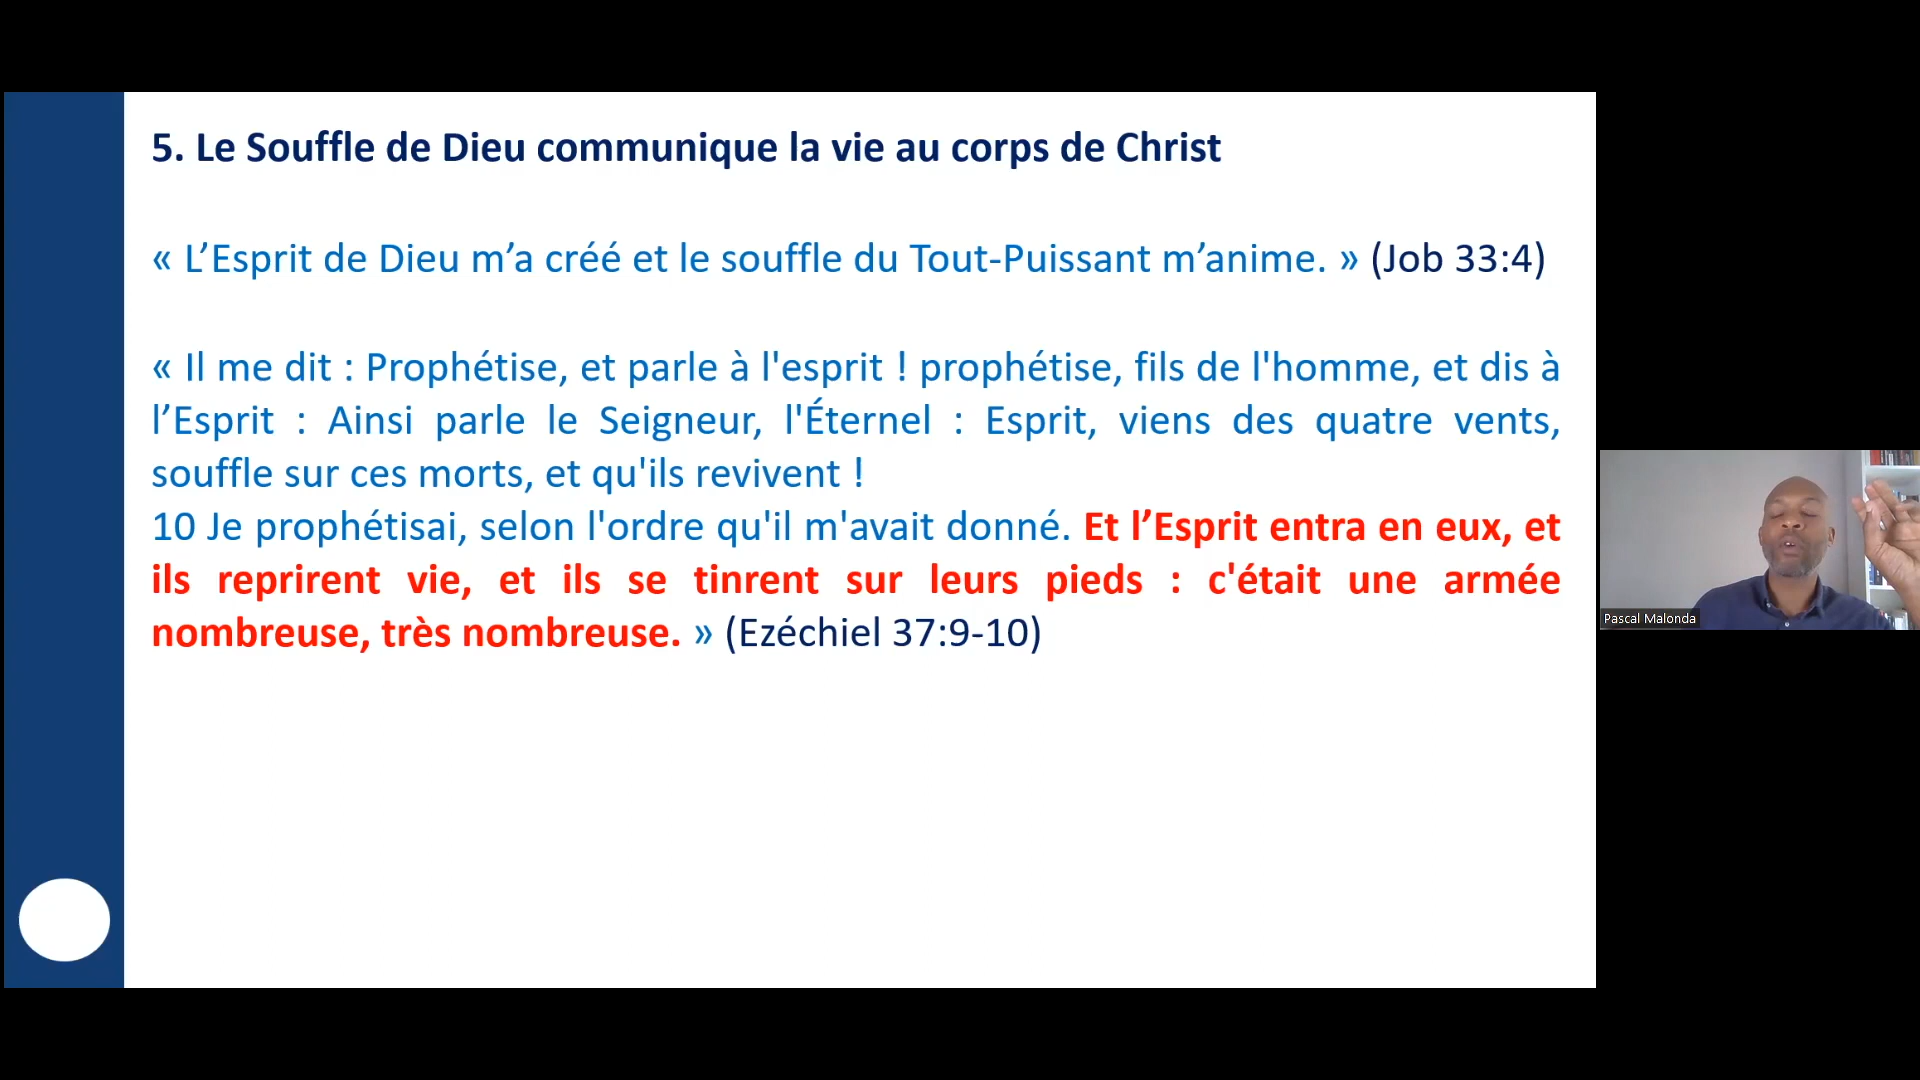 5. Le Souffle de Dieu communique la vie au corps de Christ
« L’Esprit de Dieu m’a créé et le souffle du Tout-Puissant m’anime. » (Job 33:4)
« Il me dit : Prophétise, et parle à l'esprit ! prophétise, fils de l'homme, et dis à
l’Esprit : Ainsi parle le Seigneur, l'Éternel : Esprit, viens des quatre vents,
souffle sur ces morts, et qu'ils revivent !
10 Je prophétisai, selon l'ordre qu'il m'avait donné. Et l’Esprit entra en eux, et
ils reprirent vie, et ils se tinrent sur leurs pieds : c'était une armée
nombreuse, très nombreuse. » (Ezéchiel 37:9-10)
Pascal Malonda